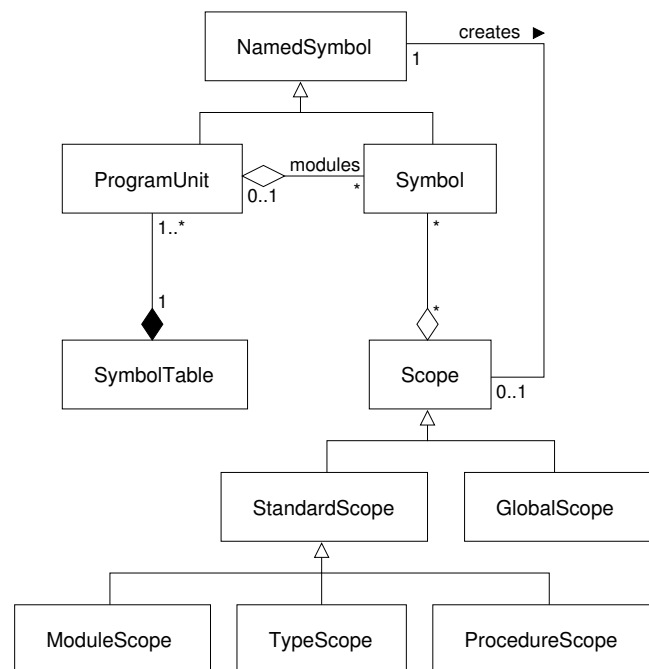 creates
NamedSymbol
1
ProgramUnit
modules
Symbol
0..1
*
1..*
*
1
*
SymbolTable
Scope
0..1
StandardScope
GlobalScope
ModuleScope
TypeScope
ProcedureScope